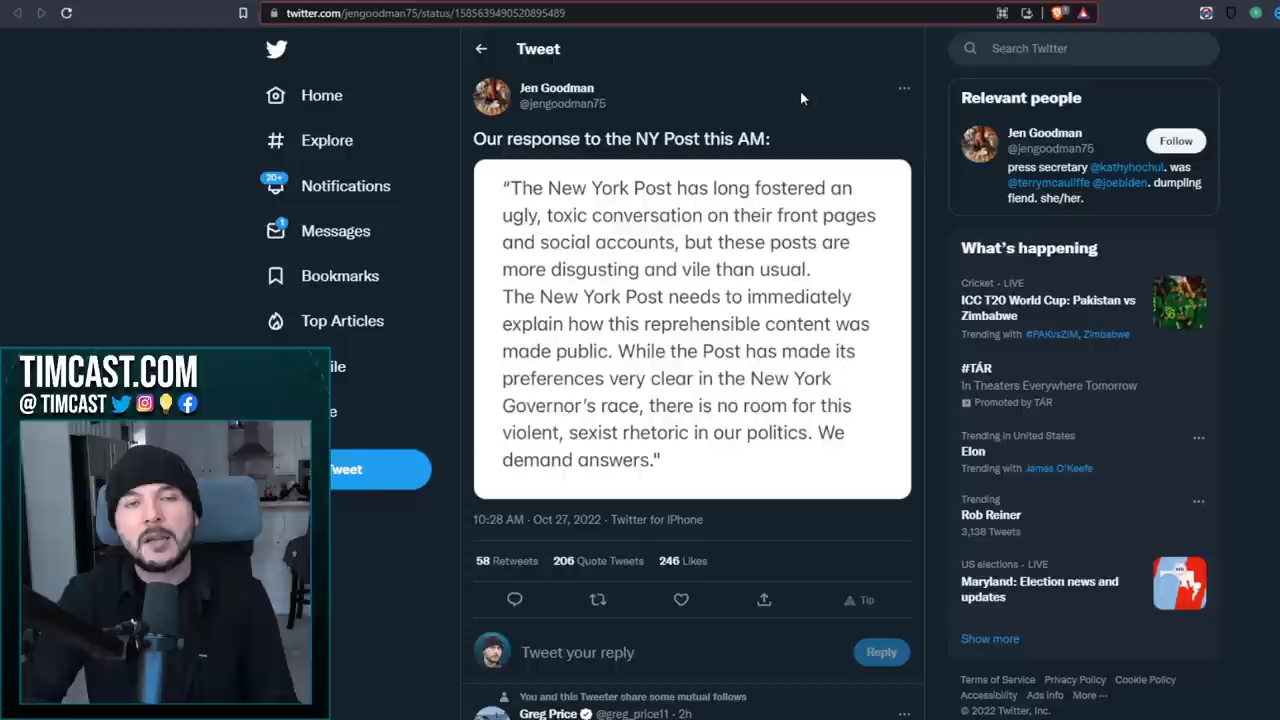 twitter.com/jengoodman75/status/1585639490520895489
Home
Explore
20+
Notifications
1
Messages
Bookmarks
Top Articles
ile
e
Tweet
TIMCAST.COM
@ TIMCAST
Tweet
Jen Goodman
@jengoodman75
Our response to the NY Post this AM:
“The New York Post has long fostered an
ugly, toxic conversation on their front pages
and social accounts, but these posts are
more disgusting and vile than usual.
The New York Post needs to immediately
explain how this reprehensible content was
made public. While the Post has made its
preferences very clear in the New York
Governor’s race, there is no room for this
violent, sexist rhetoric in our politics. We
demand answers."
10:28 AM · Oct 27, 2022 · Twitter for iPhone
58 Retweets 206 Quote Tweets 246 Likes
Tip
Tweet your reply
Reply
You and this Tweeter share some mutual follows
Greg Price @greg_price11 · 2h
Search Twitter
Relevant people
Jen Goodman
@jengoodman75
Follow
press secretary @kathyhochul. was
@terrymcauliffe @joebiden. dumpling
fiend. she/her.
What’s happening
Cricket · LIVE
ICC T20 World Cup: Pakistan vs
Zimbabwe
Trending with #PAKvsZIM, Zimbabwe
#TÁR
In Theaters Everywhere Tomorrow
Promoted by TÁR
Trending in United States
Elon
Trending with James O'Keefe
Trending
Rob Reiner
3,138 Tweets
US elections · LIVE
Maryland: Election news and
updates
Show more
Terms of Service Privacy Policy Cookie Policy
Accessibility Ads info More ···
© 2022 Twitter, Inc.